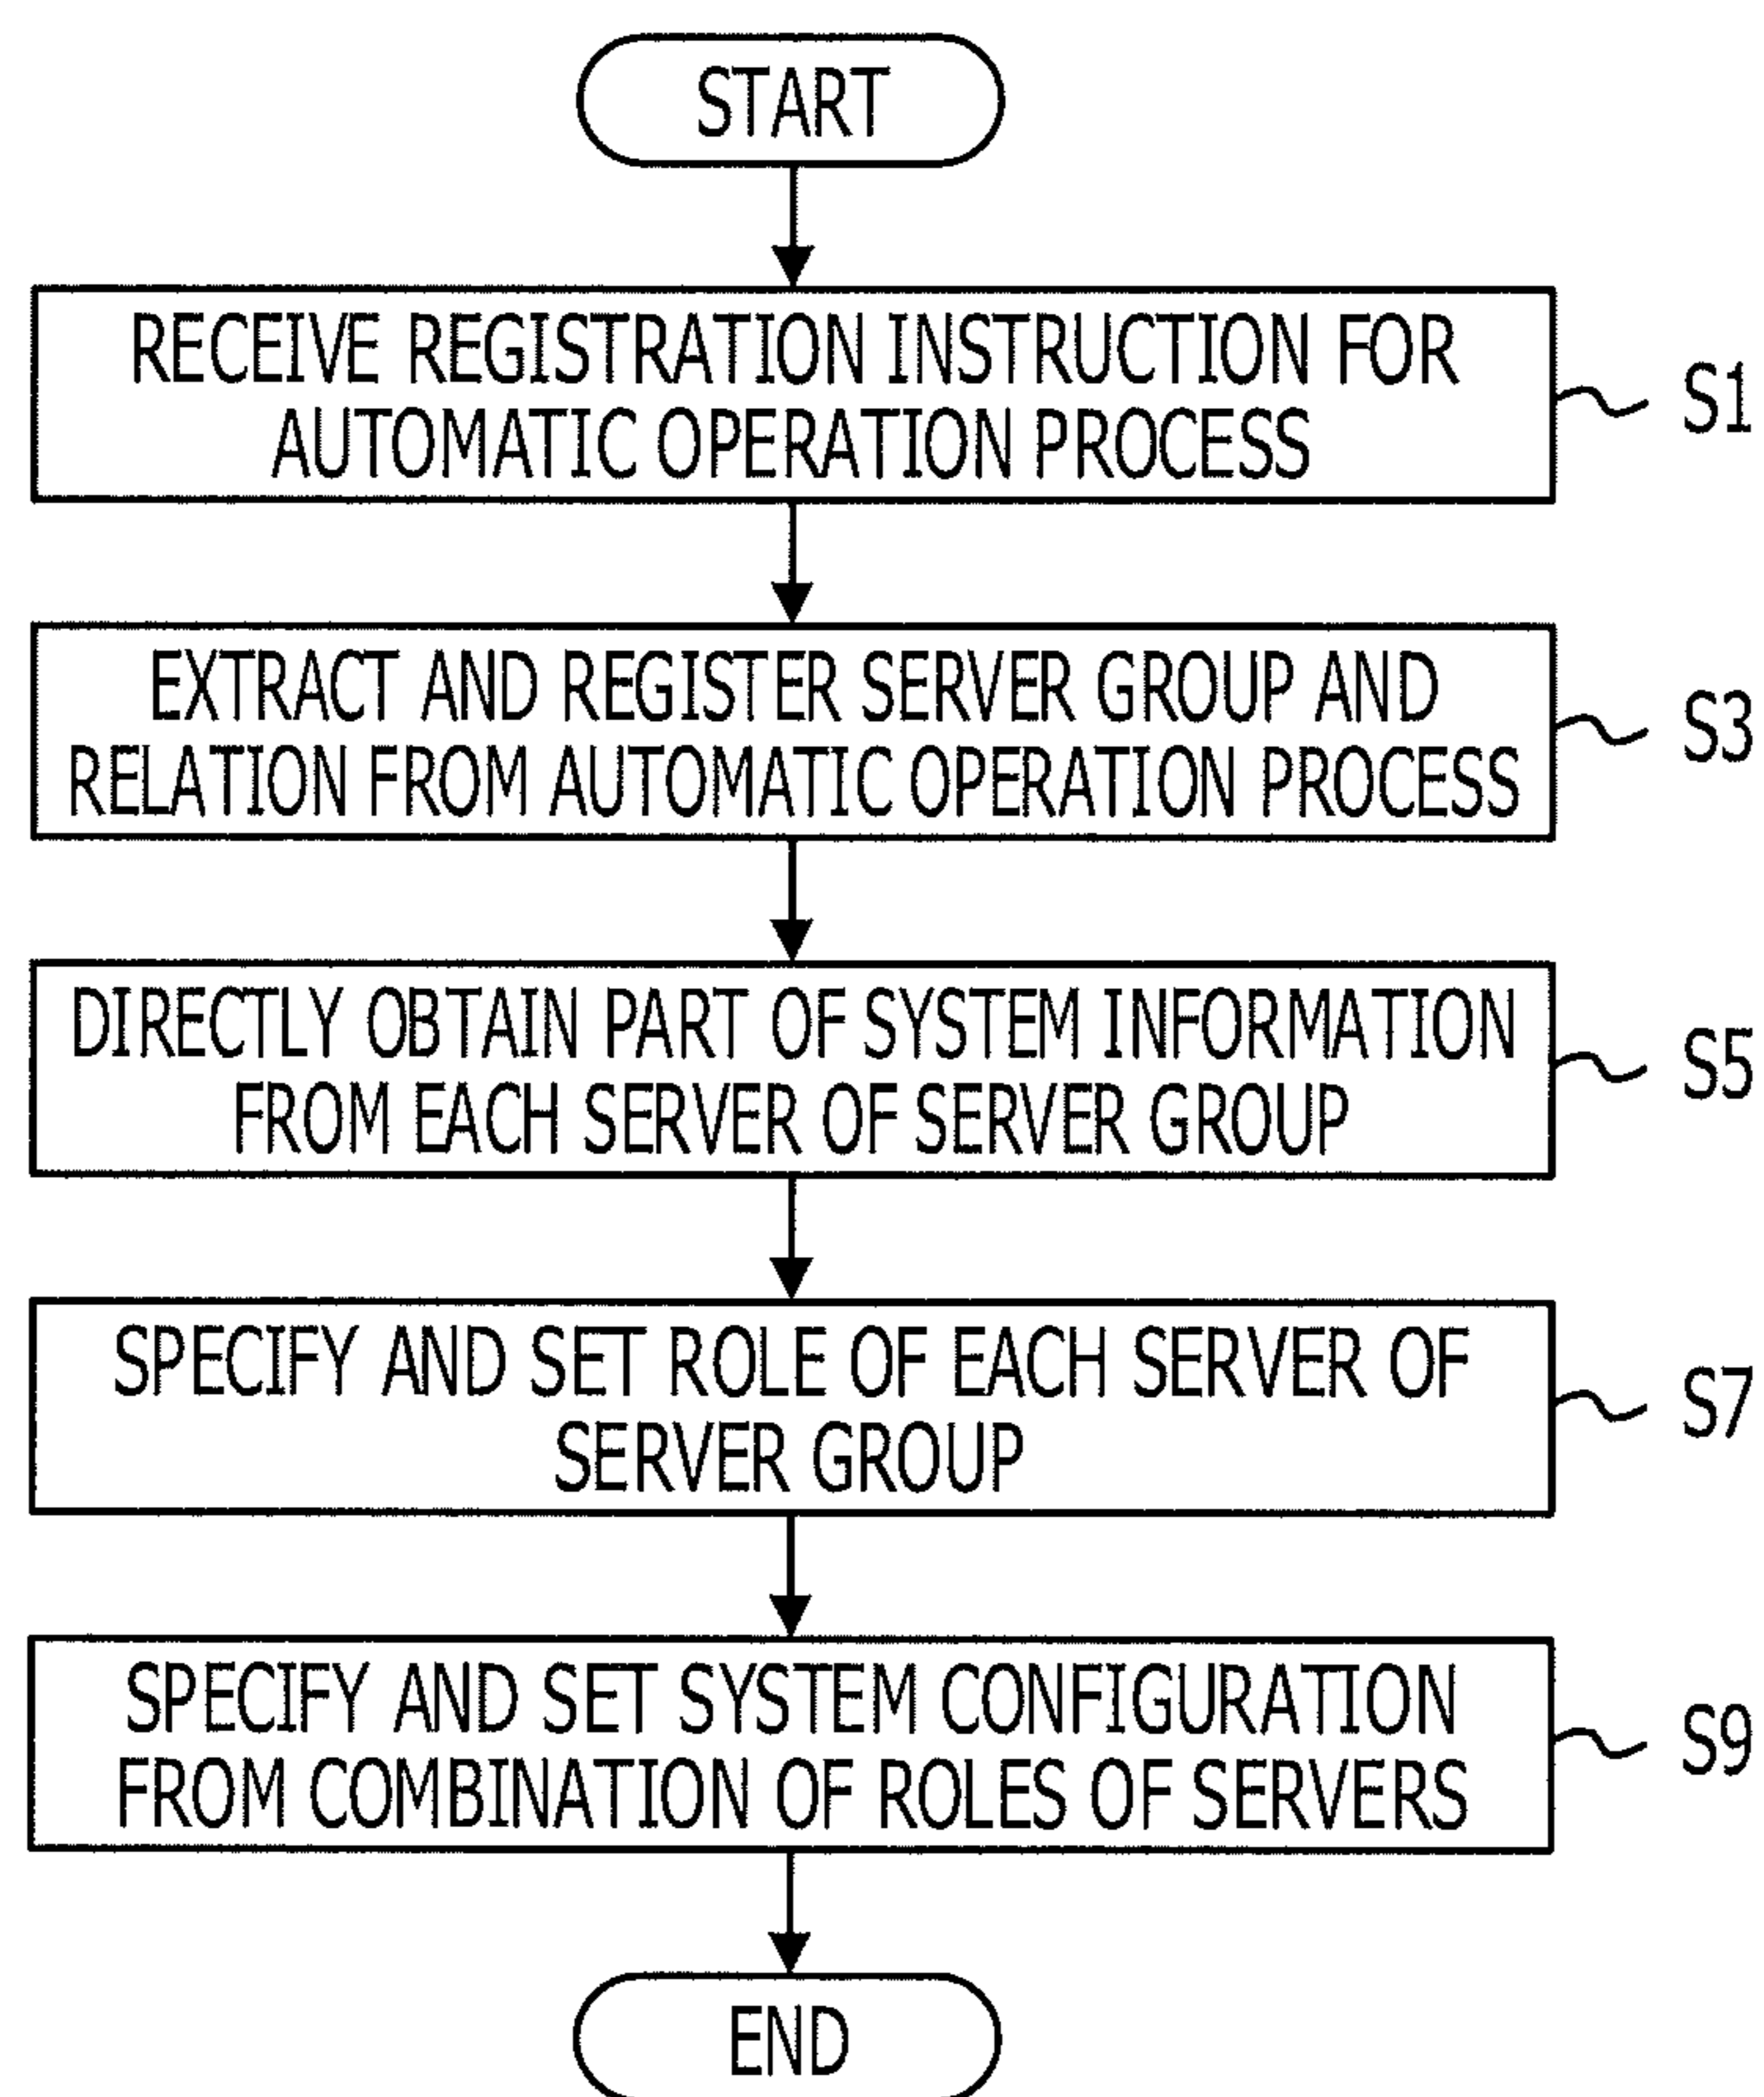 START
RECEIVE REGISTRATION INSTRUCTION FOR
AUTOMATIC OPERATION PROCESS
S1
EXTRACT AND REGISTER SERVER GROUP AND
RELATION FROM AUTOMATIC OPERATION PROCESS
S3
DIRECTLY OBTAIN PART OF SYSTEM INFORMATION
FROM EACH SERVER OF SERVER GROUP
S5
SPECIFY AND SET ROLE OF EACH SERVER OF
SERVER GROUP
S7
SPECIFY AND SET SYSTEM CONFIGURATION
FROM COMBINATION OF ROLES OF SERVERS
S9
END